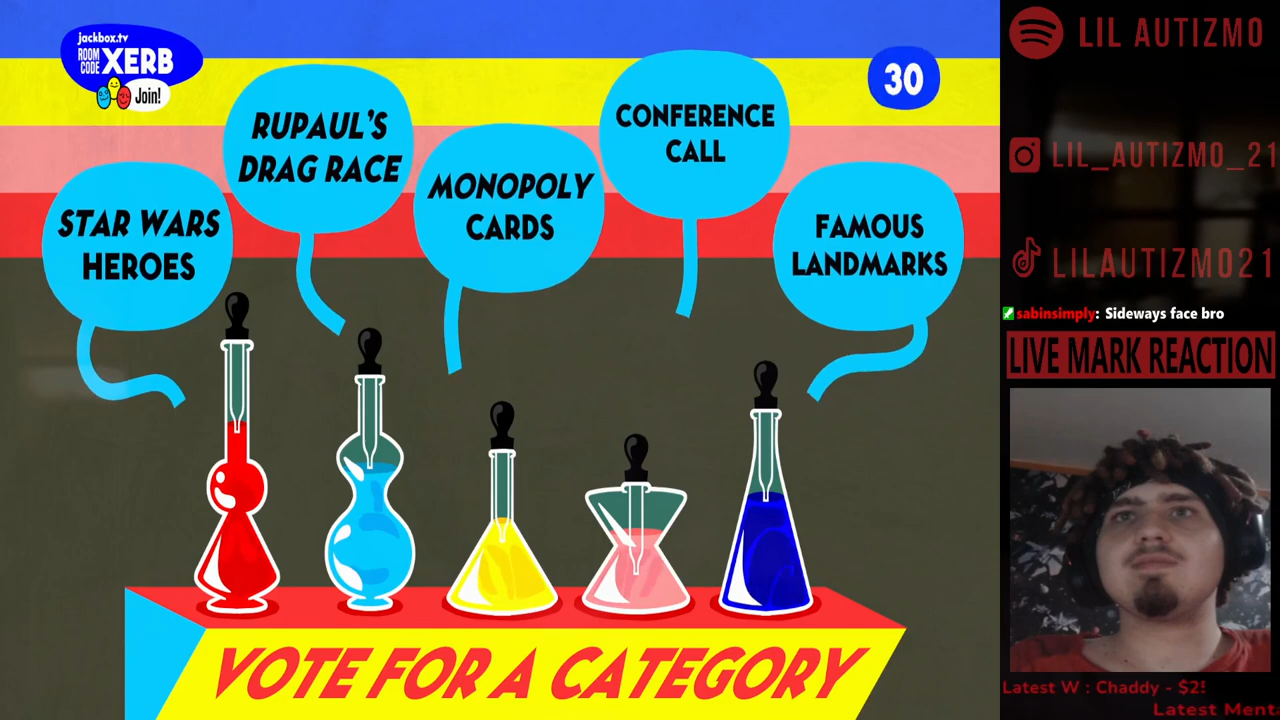 jackbox.tv
ROOM CODE XERB
Join!
30
STAR WARS
HEROES
RUPAUL'S
DRAG RACE
MONOPOLY
CARDS
CONFERENCE
CALL
FAMOUS
LANDMARKS
VOTE FOR A CATEGORY
LIL AUTIZMO
LIL_AUTIZMO_21
LILAUTIZMO21
sabinsimply: Sideways face bro
LIVE MARK REACTION
Latest W : Chaddy - $2!
Latest Ment